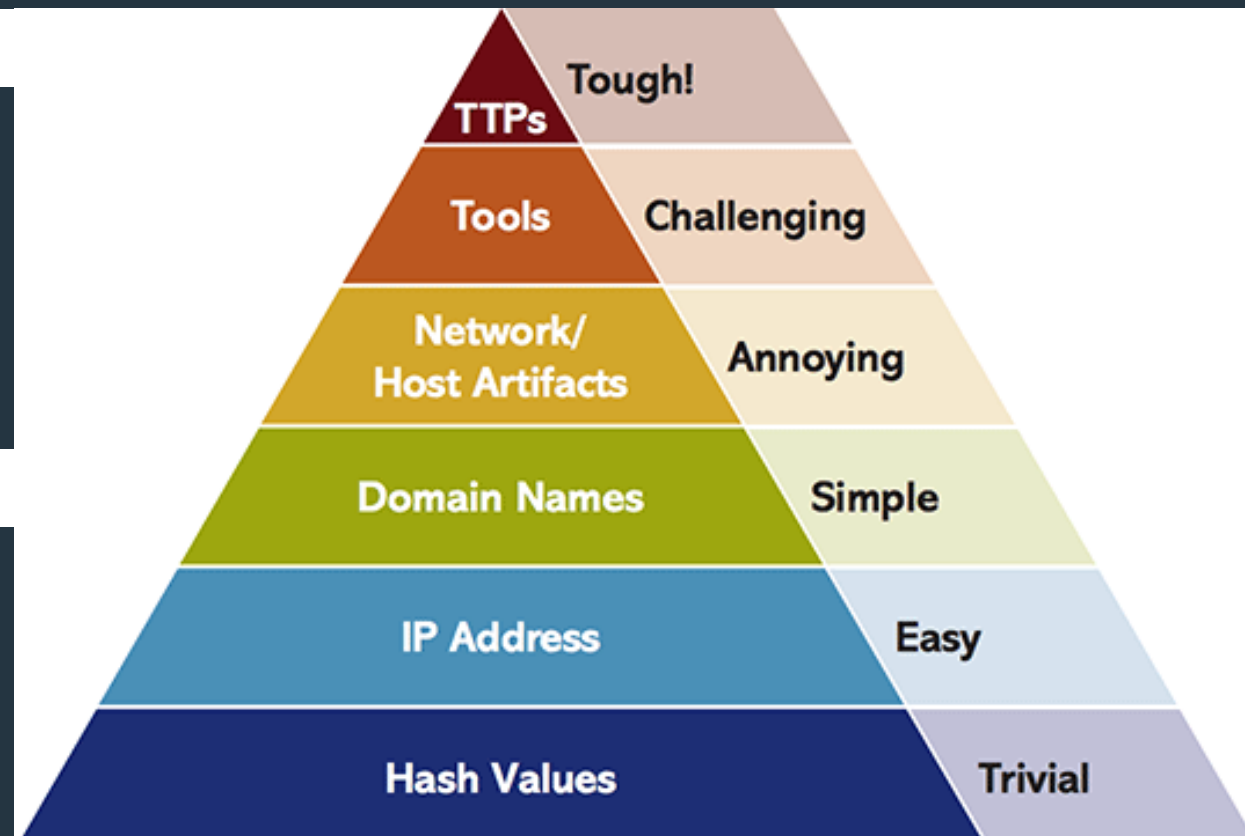 TTPs
Tough!
Tools
Challenging
Network/
Host Artifacts
Annoying
Domain Names
Simple
IP Address
Easy
Hash Values
Trivial